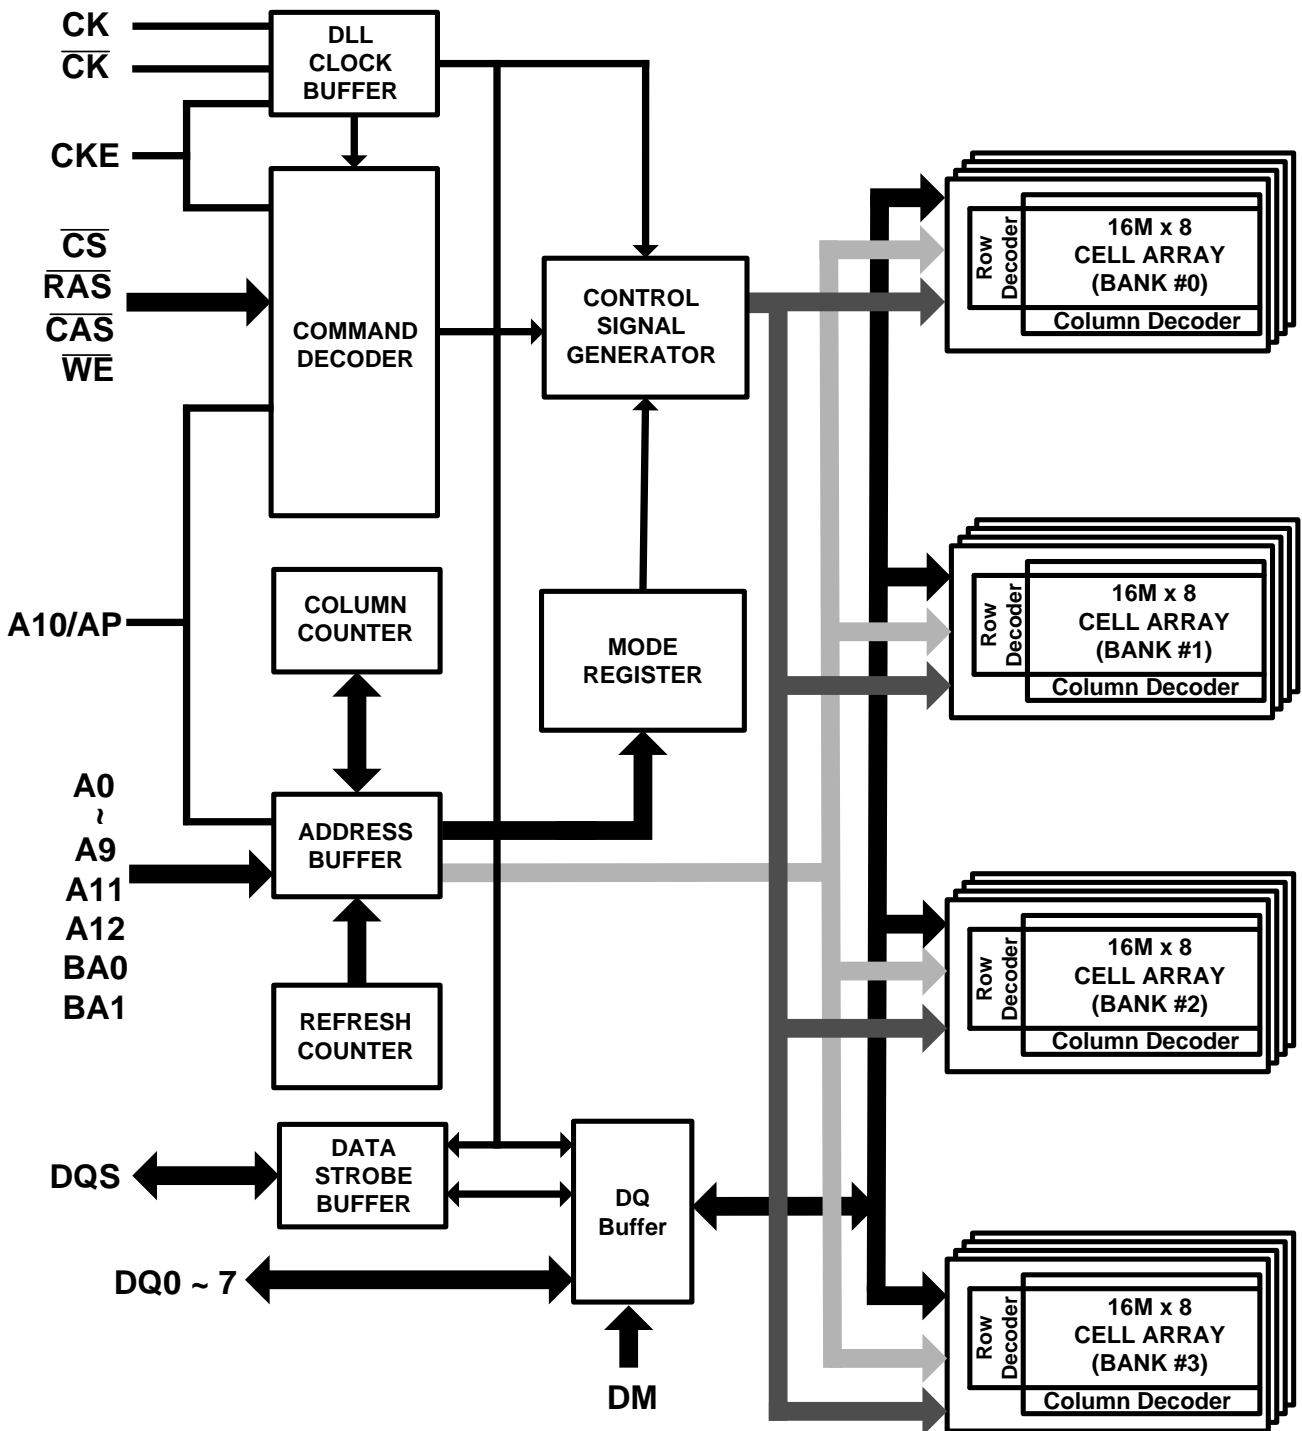 CK
CK
CKE
CS
RAS
CAS
WE
A10/AP
A0
~
A9
A11
A12
BA0
BA1
DQS
DQ0 ~ 7
DLL
CLOCK
BUFFER
COMMAND
DECODER
COLUMN
COUNTER
ADDRESS
BUFFER
REFRESH
COUNTER
DATA
STROBE
BUFFER
CONTROL
SIGNAL
GENERATOR
MODE
REGISTER
DQ
Buffer
DM
Row
Decoder
16M x 8
CELL ARRAY
(BANK #0)
Column Decoder
Row
Decoder
16M x 8
CELL ARRAY
(BANK #1)
Column Decoder
Row
Decoder
16M x 8
CELL ARRAY
(BANK #2)
Column Decoder
Row
Decoder
16M x 8
CELL ARRAY
(BANK #3)
Column Decoder